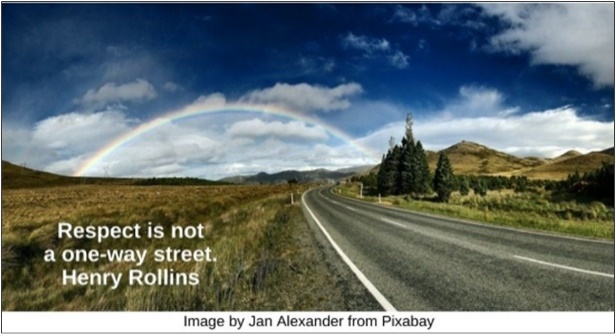 Respect is not
a one-way street.
Henry Rollins
Image by Jan Alexander from Pixabay